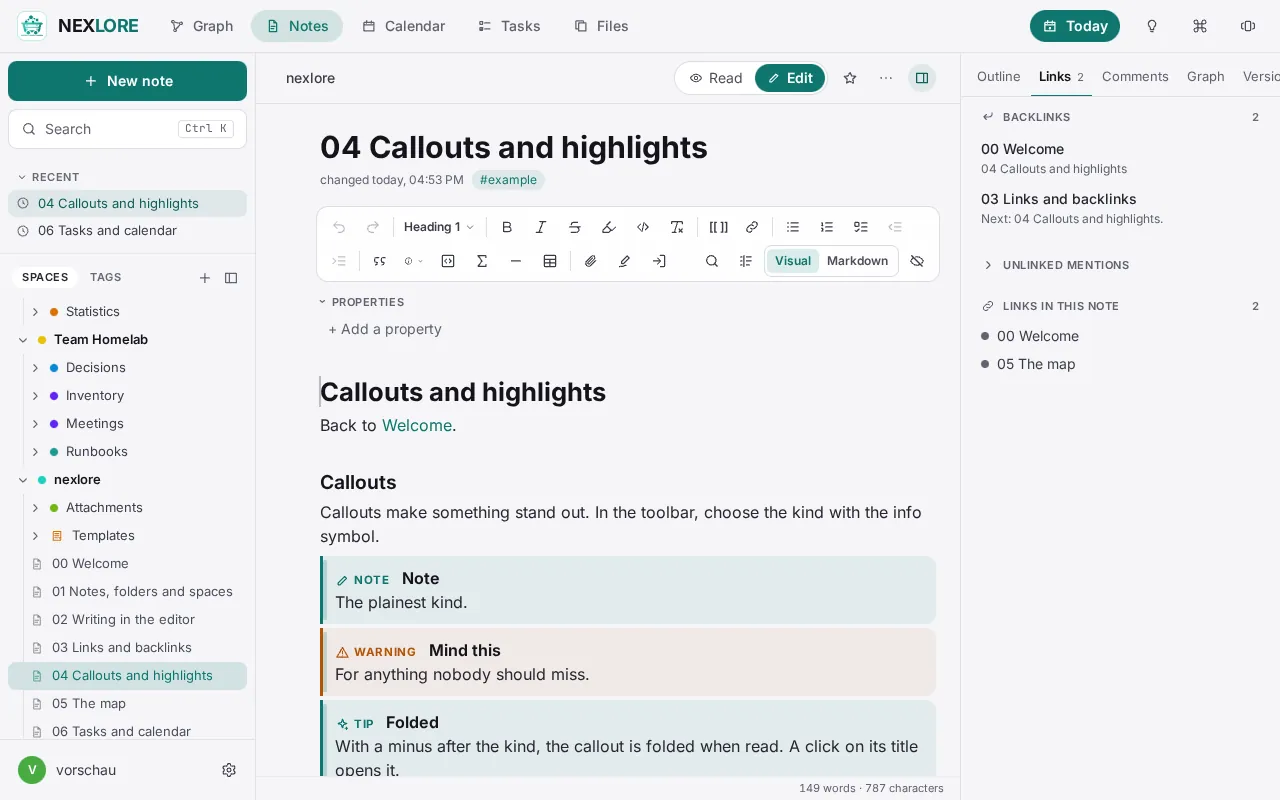 NEXLORE
Graph
Notes
Calendar
Tasks
Files
Today
New note
Search
Ctrl K
RECENT
04 Callouts and highlights
06 Tasks and calendar
SPACES
TAGS
Statistics
Team Homelab
Decisions
Inventory
Meetings
Runbooks
nexlore
Attachments
Templates
00 Welcome
01 Notes, folders and spaces
02 Writing in the editor
03 Links and backlinks
04 Callouts and highlights
05 The map
06 Tasks and calendar
V
vorschau
nexlore
Read
Edit
04 Callouts and highlights
changed today, 04:53 PM
#example
Heading 1
Visual
Markdown
PROPERTIES
+ Add a property
Callouts and highlights
Back to Welcome.
Callouts
Callouts make something stand out. In the toolbar, choose the kind with the info
symbol.
NOTE Note
The plainest kind.
WARNING Mind this
For anything nobody should miss.
TIP Folded
With a minus after the kind, the callout is folded when read. A click on its title
opens it.
149 words · 787 characters
Outline
Links 2
Comments
Graph
Versio
BACKLINKS 2
00 Welcome
04 Callouts and highlights
03 Links and backlinks
Next: 04 Callouts and highlights.
UNLINKED MENTIONS
LINKS IN THIS NOTE 2
00 Welcome
05 The map